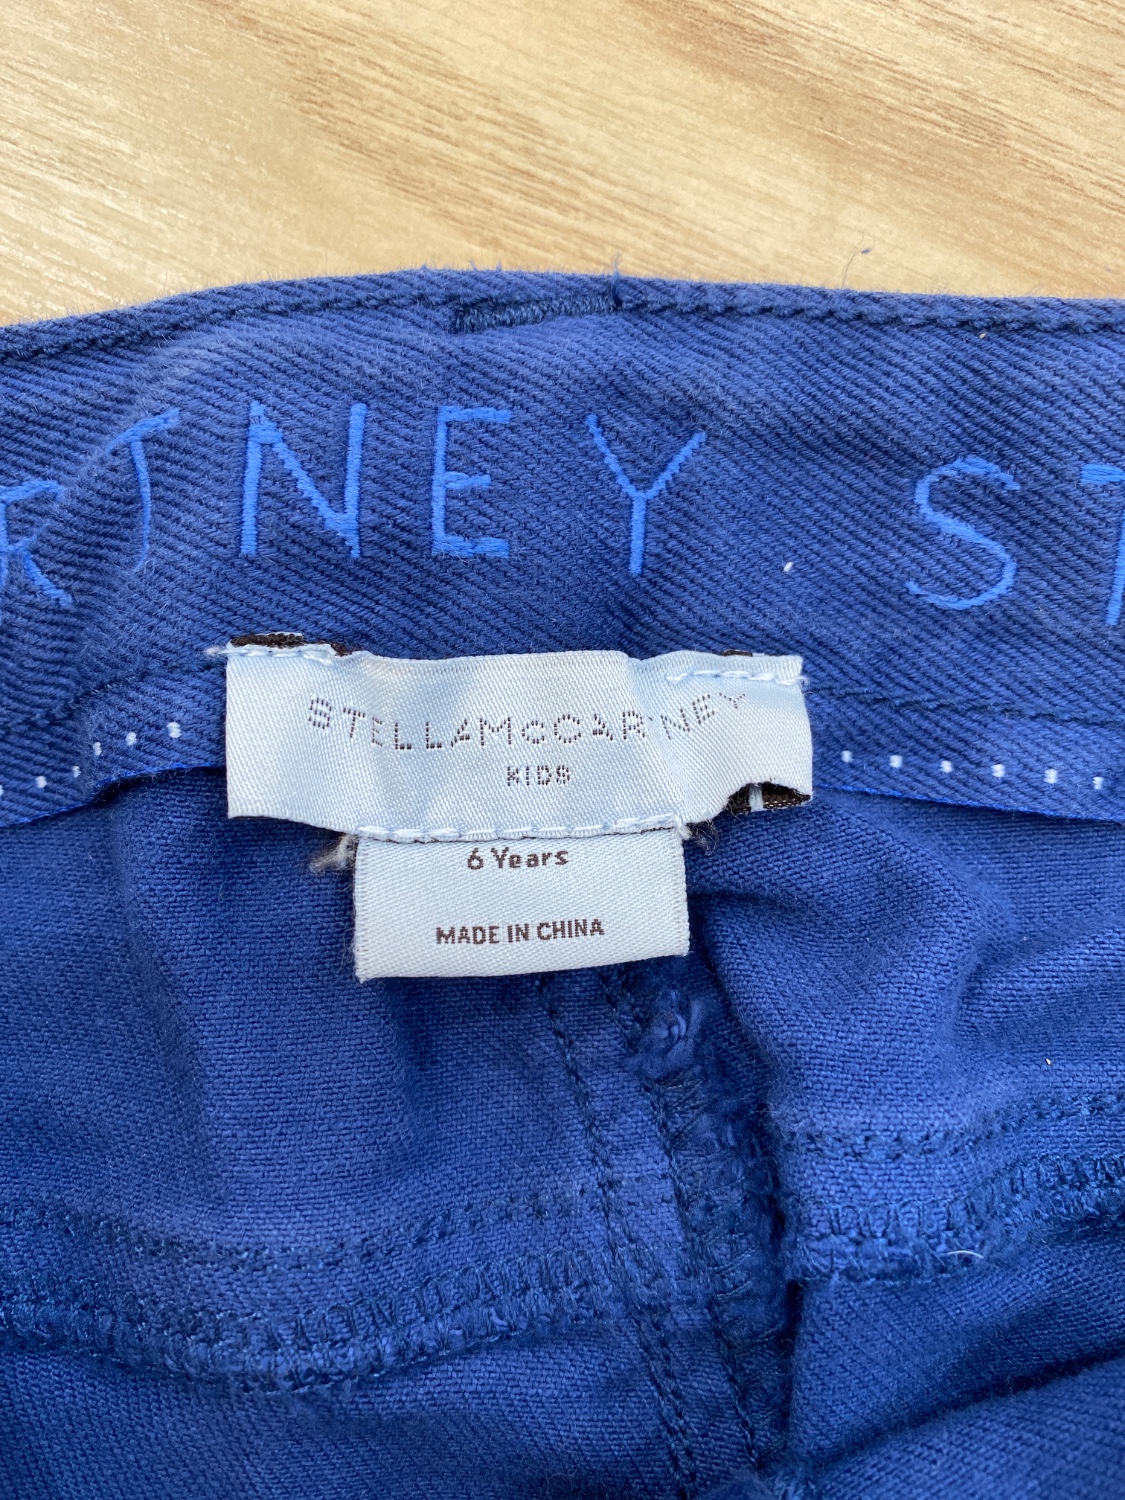 RTNEY ST
STELLAMCCARTNEY
KIDS
6 Years
MADE IN CHINA